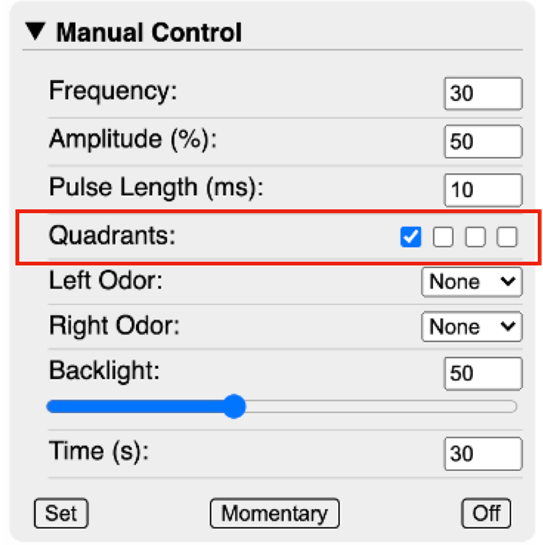 ▼ Manual Control
Frequency: 30
Amplitude (%): 50
Pulse Length (ms): 10
Quadrants:
Left Odor: None
Right Odor: None
Backlight: 50
Time (s): 30
Set Momentary Off